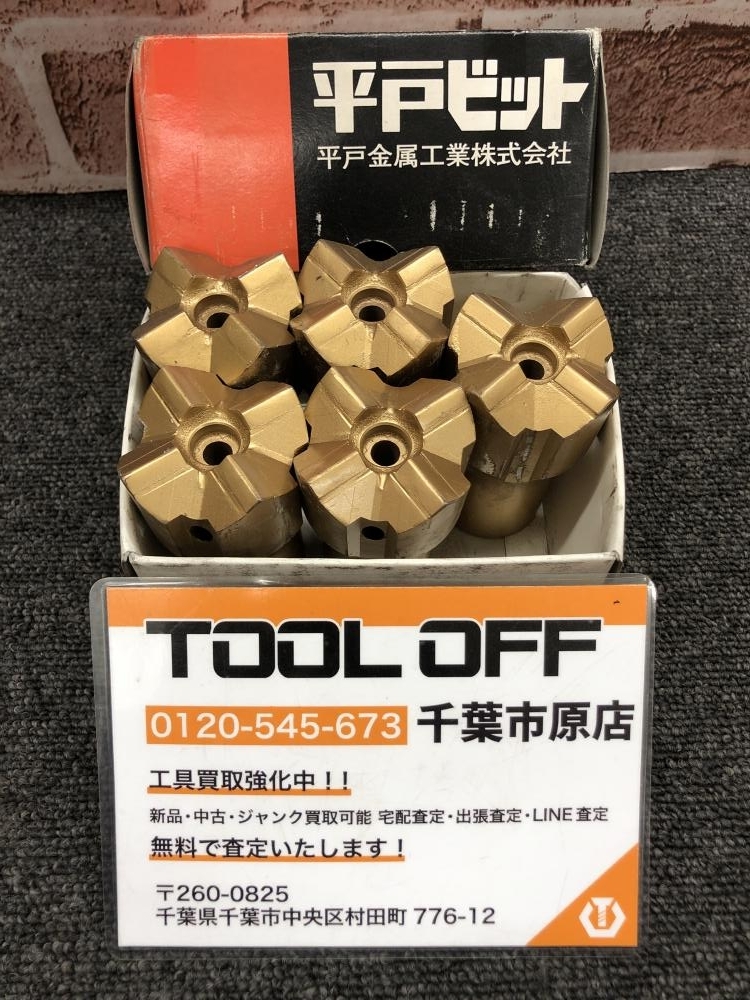 平戸ビット
平戸金属工業株式会社
TOOL OFF
0120-545-673 千葉市原店
工具買取強化中!!
新品・中古・ジャンク買取可能 宅配査定・出張査定・LINE査定
無料で査定いたします!
〒260-0825
千葉県千葉市中央区村田町 776-12